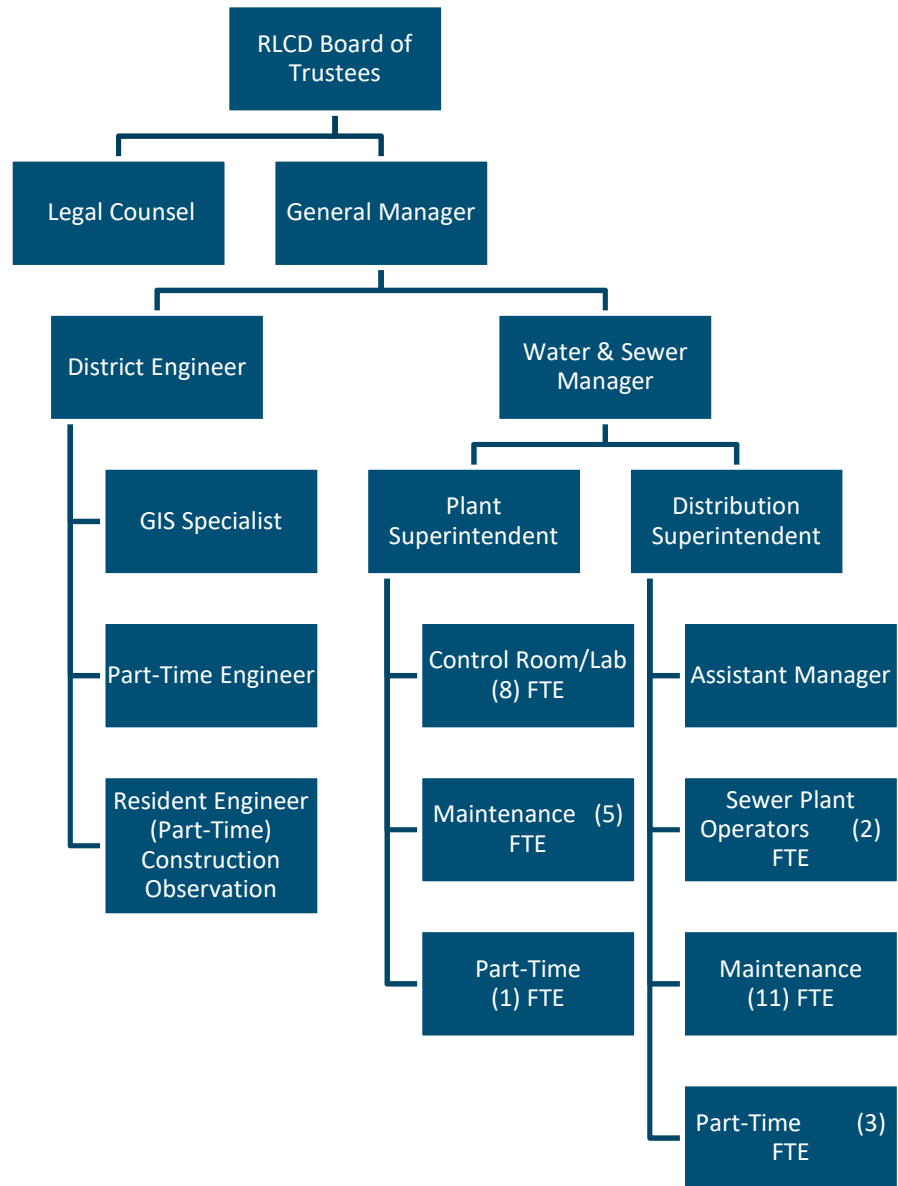 RLCD Board of
Trustees
Legal Counsel
General Manager
District Engineer
Water & Sewer
Manager
GIS Specialist
Part-Time Engineer
Resident Engineer
(Part-Time)
Construction
Observation
Plant
Superintendent
Control Room/Lab
(8) FTE
Maintenance (5)
FTE
Part-Time
(1) FTE
Distribution
Superintendent
Assistant Manager
Sewer Plant
Operators (2)
FTE
Maintenance
(11) FTE
Part-Time (3)
FTE